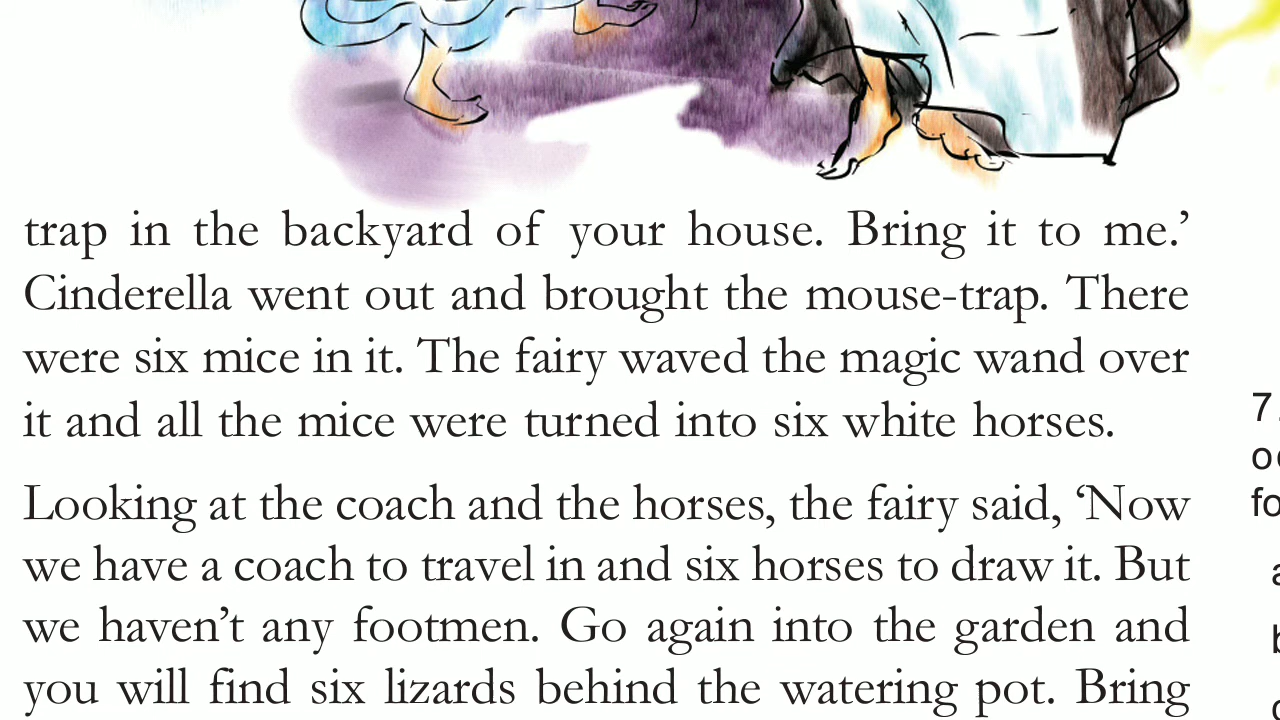 trap in the backyard of your house. Bring it to me.’
Cinderella went out and brought the mouse-trap. There
were six mice in it. The fairy waved the magic wand over
it and all the mice were turned into six white horses.
Looking at the coach and the horses, the fairy said, ‘Now
we have a coach to travel in and six horses to draw it. But
we haven’t any footmen. Go again into the garden and
you will find six lizards behind the watering pot. Bring
7